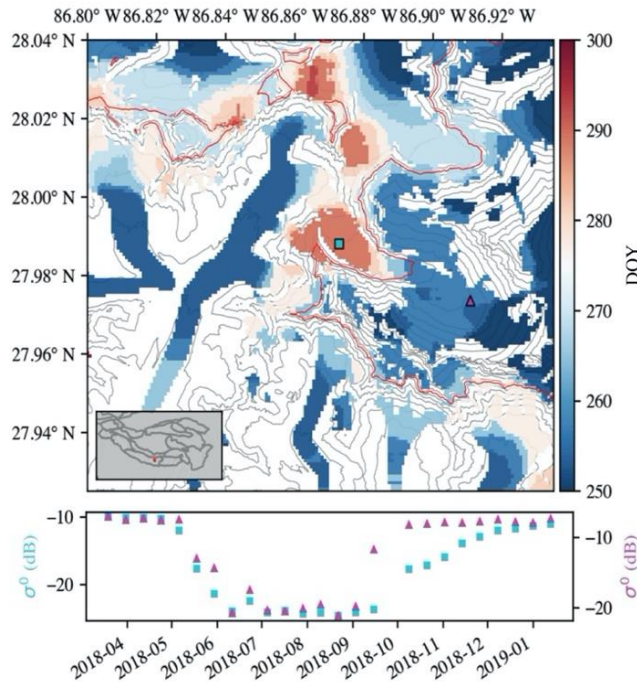 86.80° W 86.82° W 86.84° W 86.86° W 86.88° W 86.90° W 86.92° W
28.04° N
28.02° N
28.00° N
27.98° N
27.96° N
27.94° N
300
290
280
270
260
250
DOY
−10
−20
σ⁰ (dB)
−10
−20
σ⁰ (dB)
2018-04
2018-05
2018-06
2018-07
2018-08
2018-09
2018-10
2018-11
2018-12
2019-01